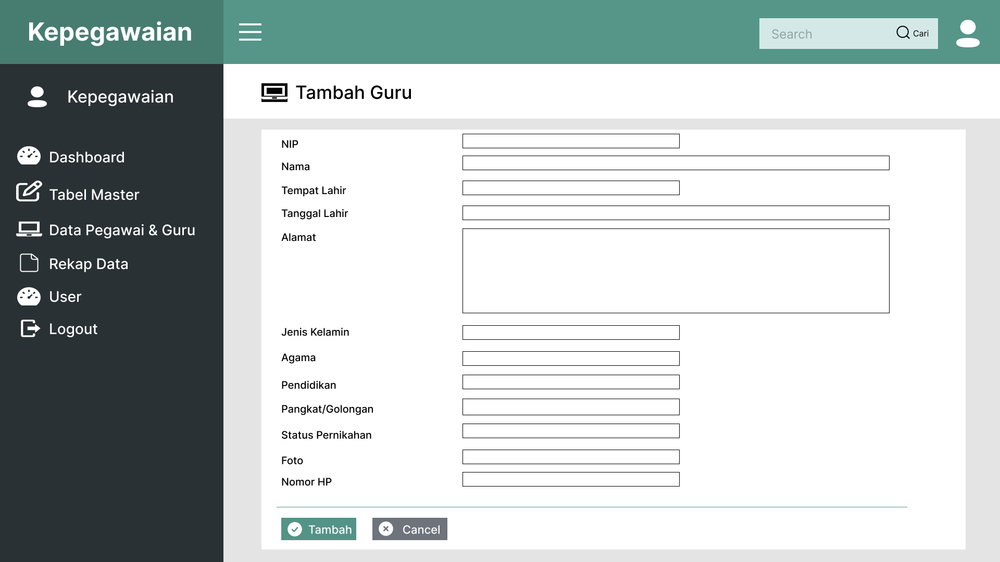 Kepegawaian
Search
Cari
Kepegawaian
Tambah Guru
Dashboard
Tabel Master
Data Pegawai & Guru
Rekap Data
User
Logout
NIP
Nama
Tempat Lahir
Tanggal Lahir
Alamat
Jenis Kelamin
Agama
Pendidikan
Pangkat/Golongan
Status Pernikahan
Foto
Nomor HP
Tambah
Cancel